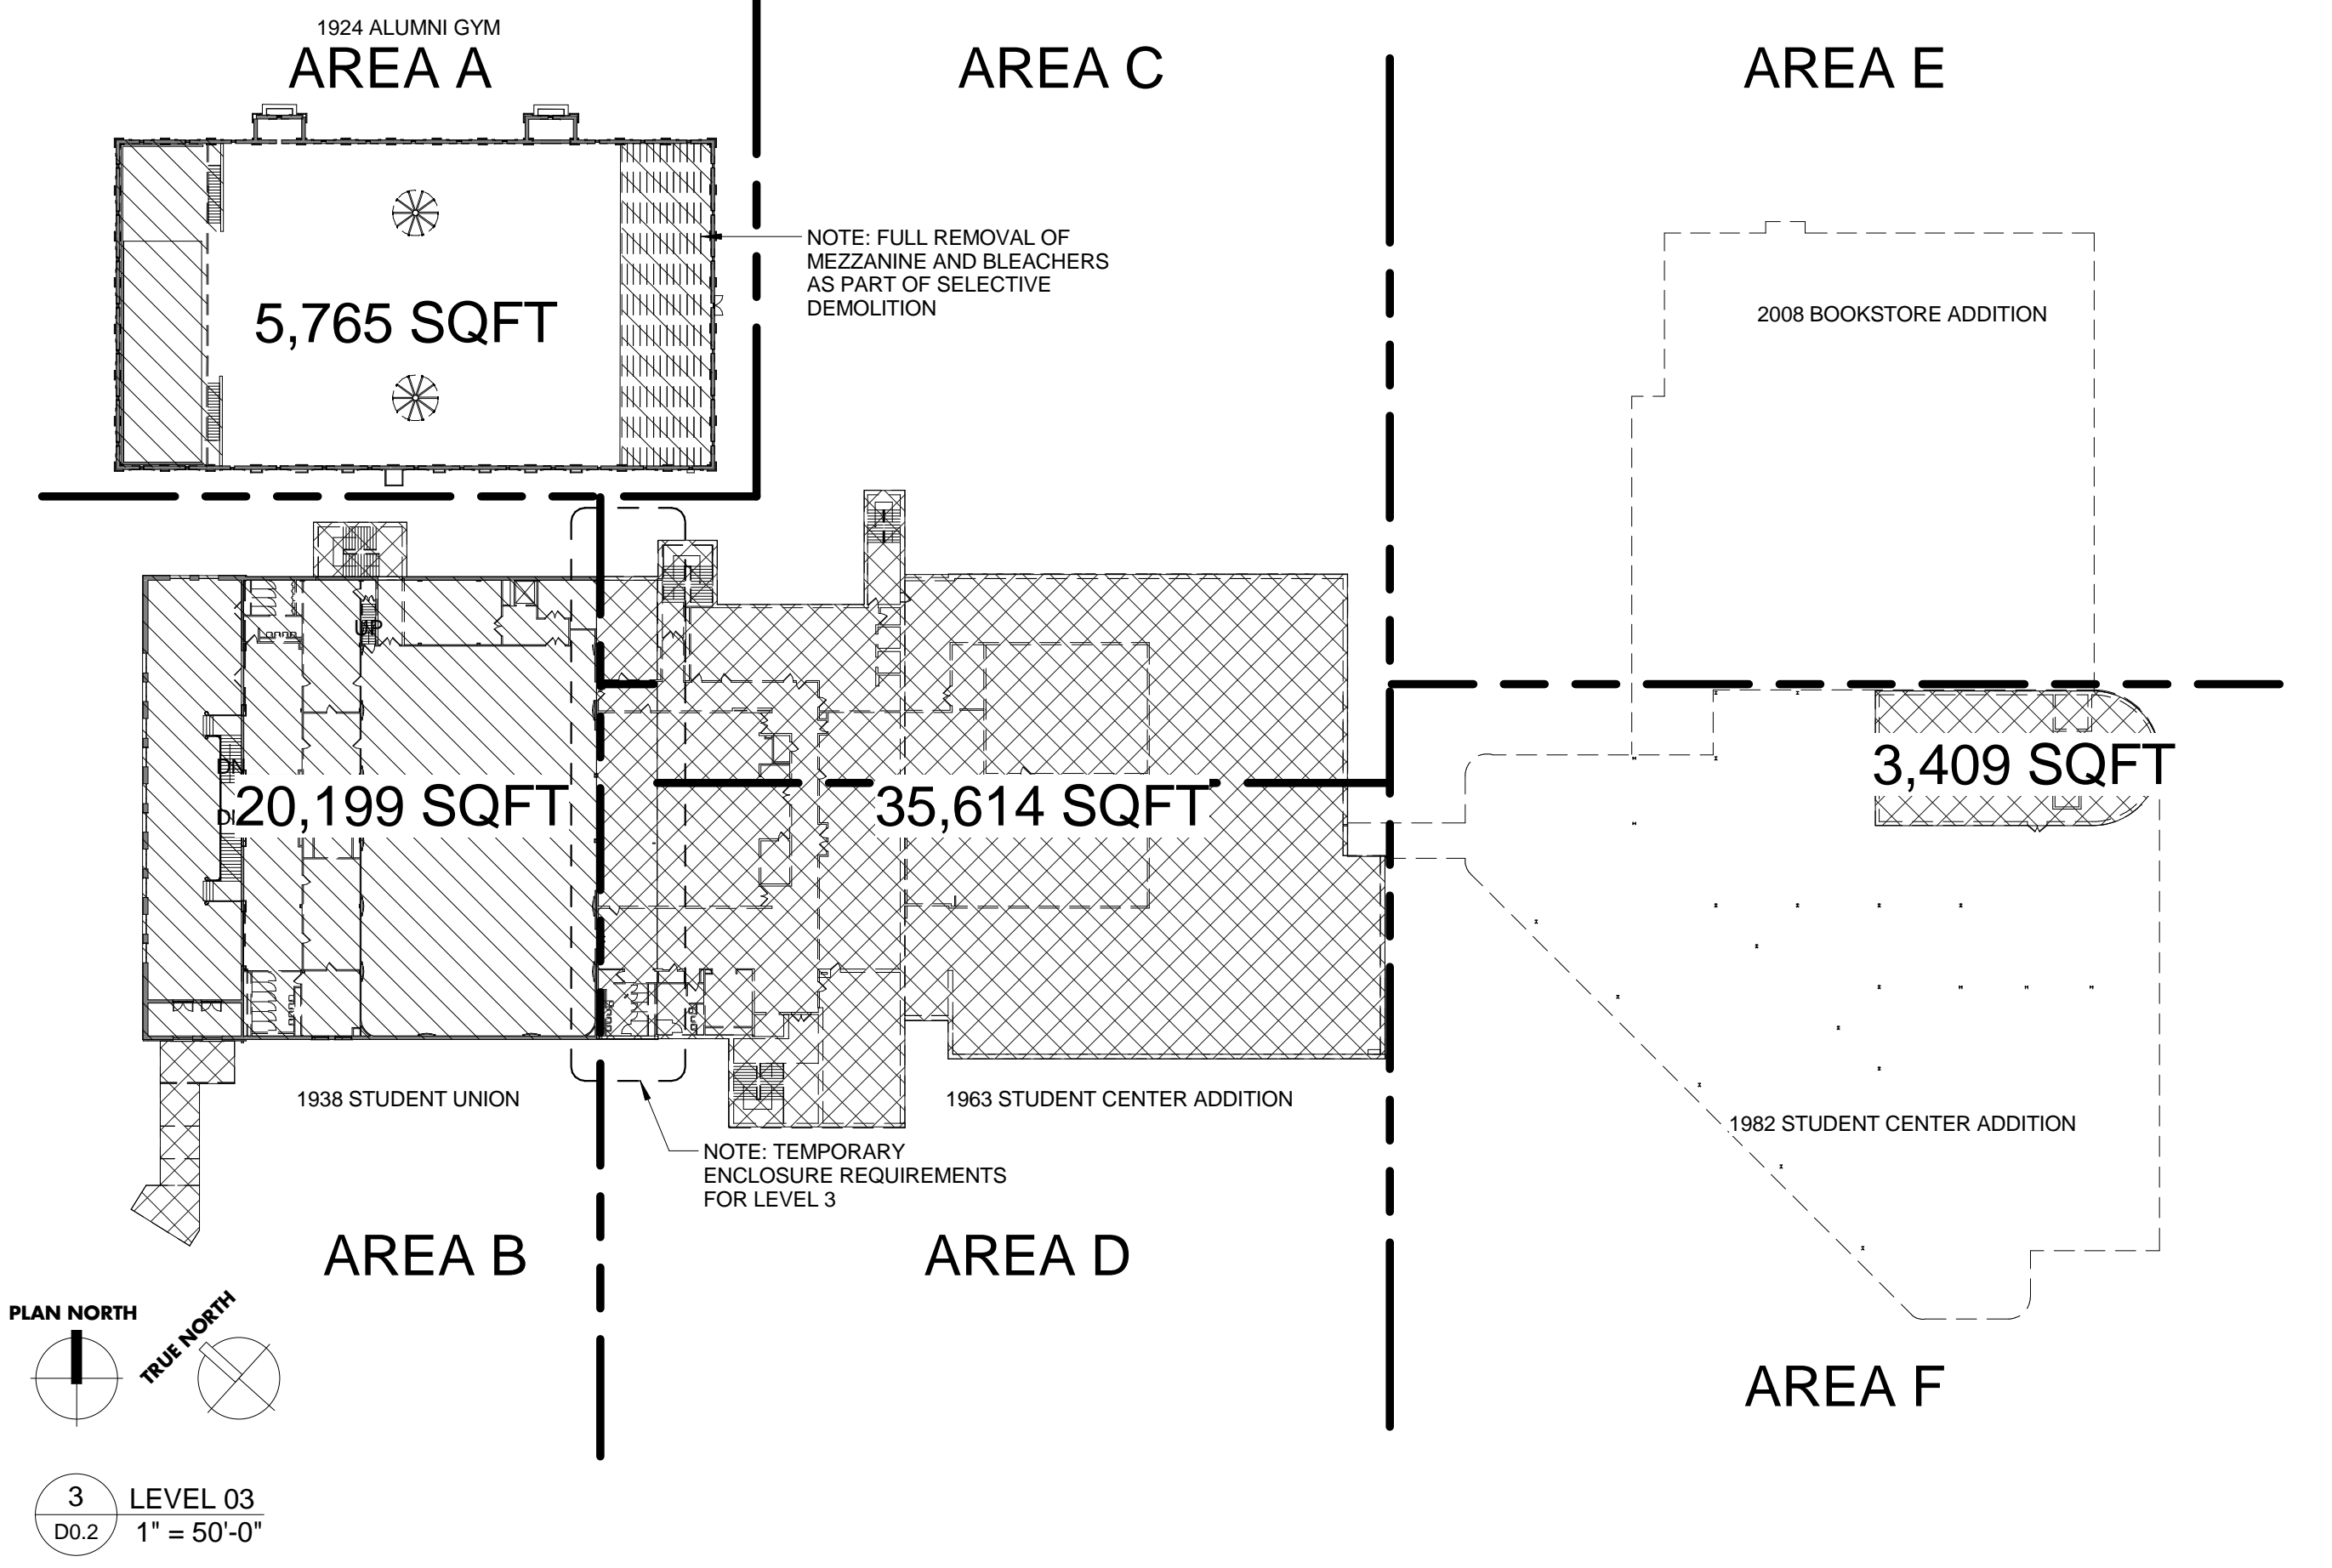 1924 ALUMNI GYM
AREA A
AREA C
AREA E
NOTE: FULL REMOVAL OF
MEZZANINE AND BLEACHERS
AS PART OF SELECTIVE
DEMOLITION
5,765 SQFT
2008 BOOKSTORE ADDITION
UP
DN
20,199 SQFT
35,614 SQFT
3,409 SQFT
1938 STUDENT UNION
1963 STUDENT CENTER ADDITION
1982 STUDENT CENTER ADDITION
NOTE: TEMPORARY
ENCLOSURE REQUIREMENTS
FOR LEVEL 3
AREA B
AREA D
AREA F
PLAN NORTH
TRUE NORTH
3
D0.2
LEVEL 03
1" = 50'-0"